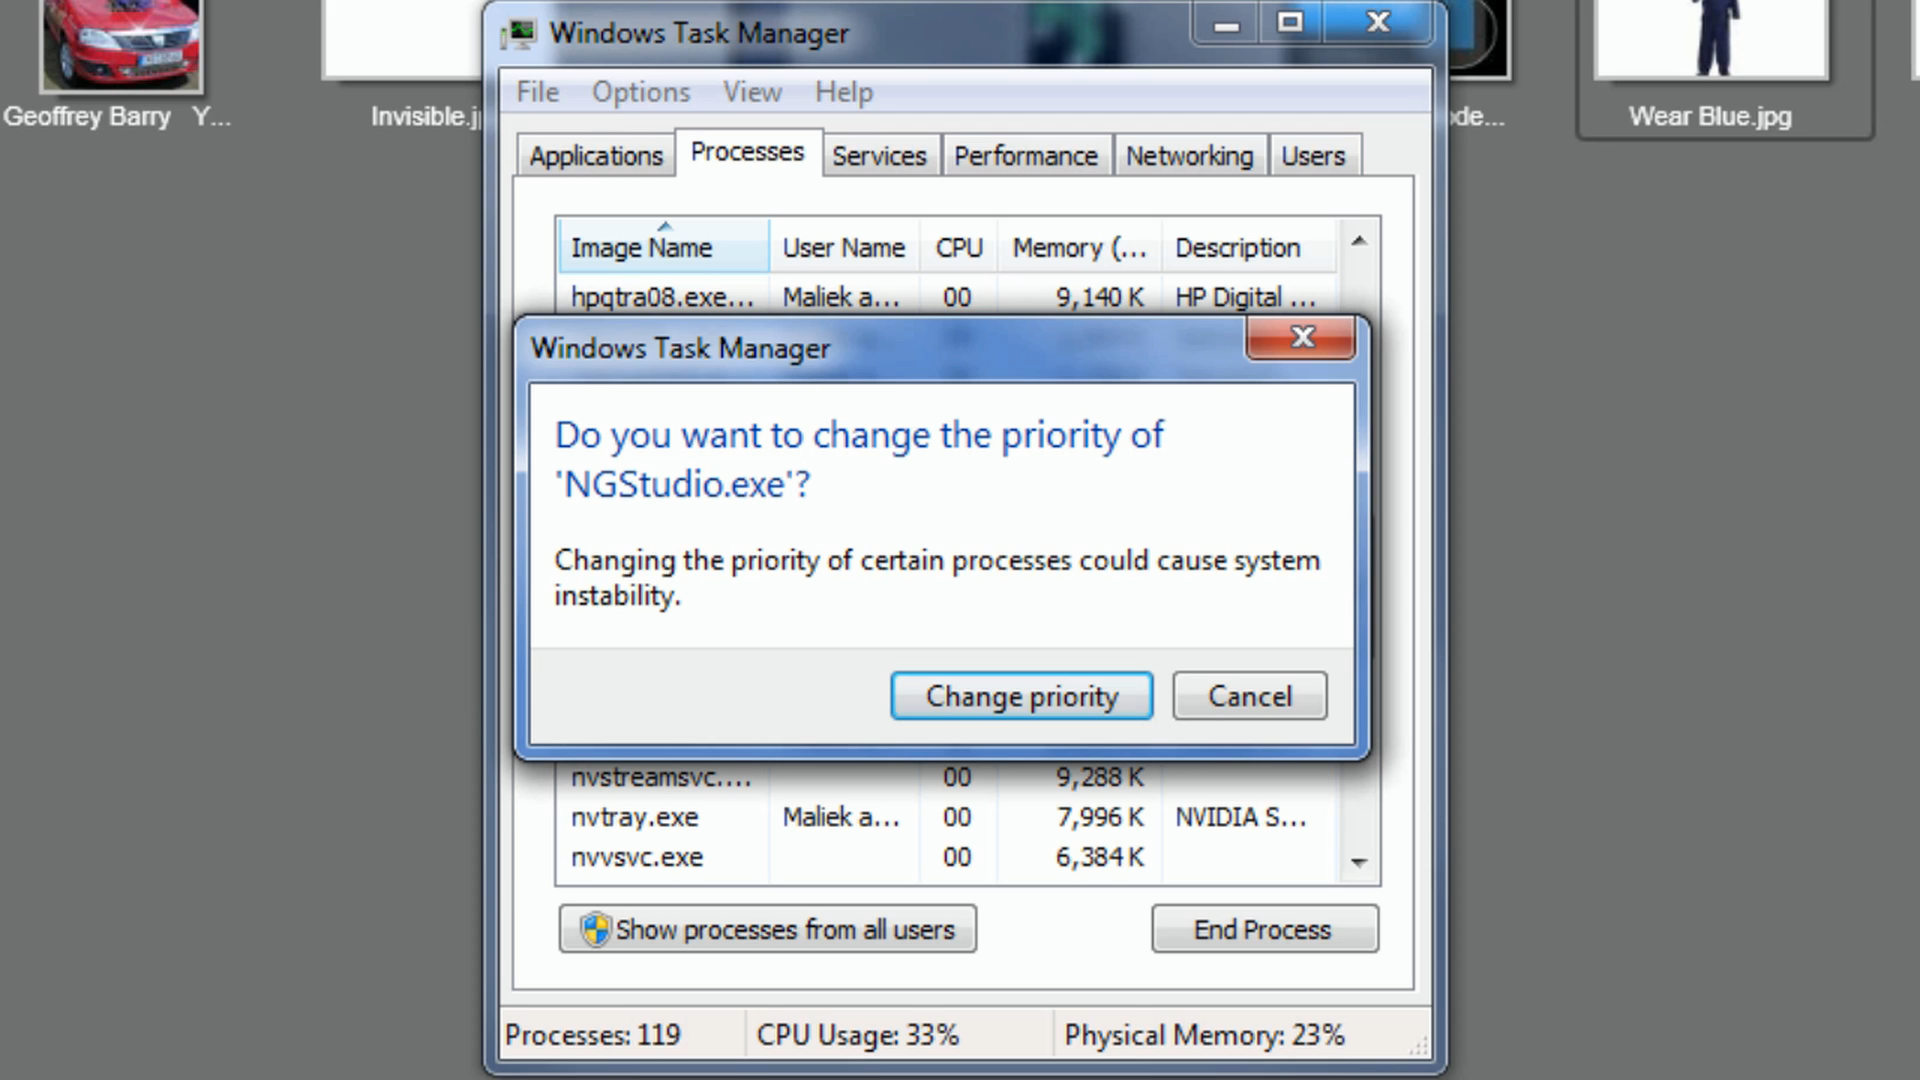 Windows Task Manager
File Options View Help
Geoffrey Barry Y...
Invisible.j
ode...
Wear Blue.jpg
Applications Processes Services Performance Networking Users
Image Name User Name CPU Memory (... Description
hpqtra08.exe... Maliek a... 00 9,140 K HP Digital ...
Windows Task Manager
Do you want to change the priority of
'NGStudio.exe'?
Changing the priority of certain processes could cause system
instability.
Change priority Cancel
nvstreamsvc.... 00 9,288 K
nvtray.exe Maliek a... 00 7,996 K NVIDIA S...
nvvsvc.exe 00 6,384 K
Show processes from all users End Process
Processes: 119 CPU Usage: 33% Physical Memory: 23%